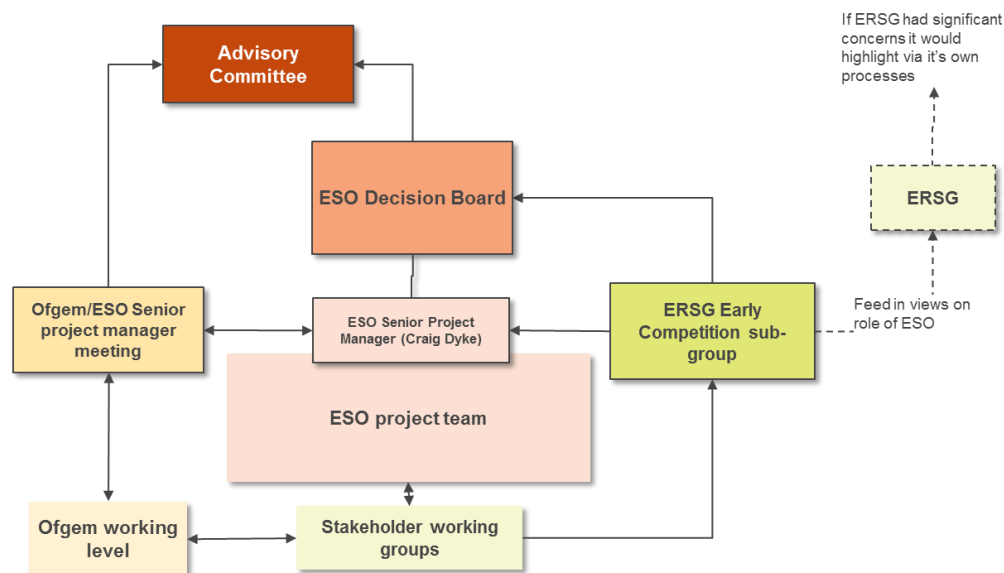 If ERSG had significant
concerns it would
highlight via it's own
processes
Advisory
Committee
ESO Decision Board
ERSG
Ofgem/ESO Senior
project manager
meeting
ESO Senior Project
Manager (Craig Dyke)
ERSG Early
Competition sub-
group
Feed in views on
role of ESO
ESO project team
Ofgem working
level
Stakeholder working
groups